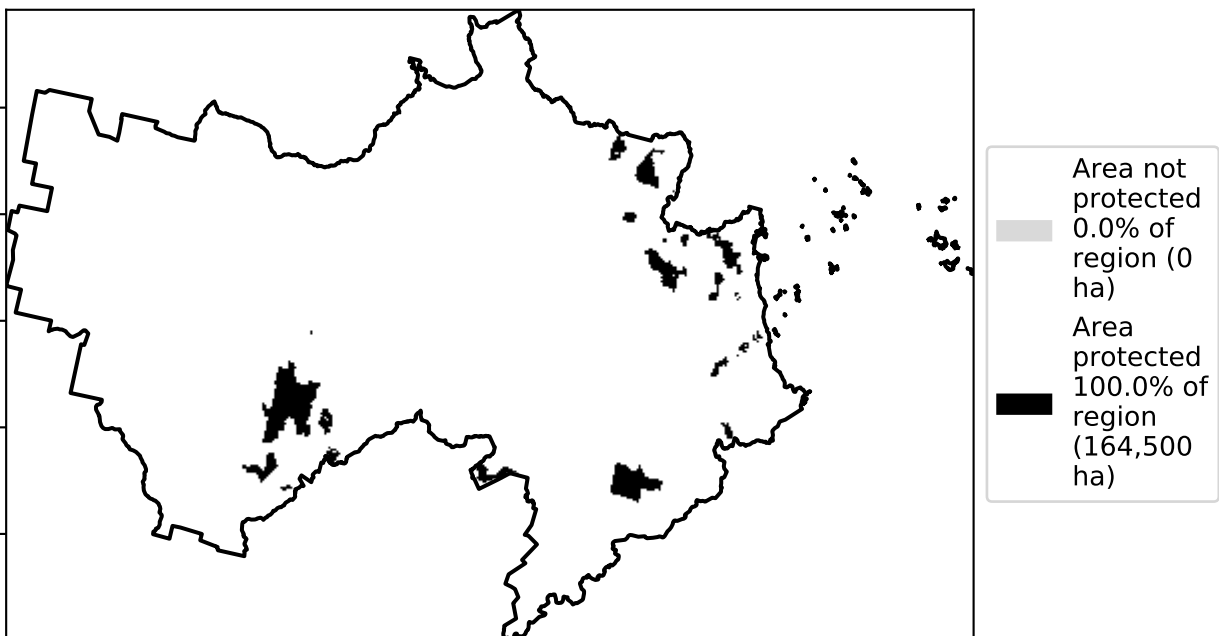 Area not
protected
0.0% of
region (0
ha)
Area
protected
100.0% of
region
(164,500
ha)